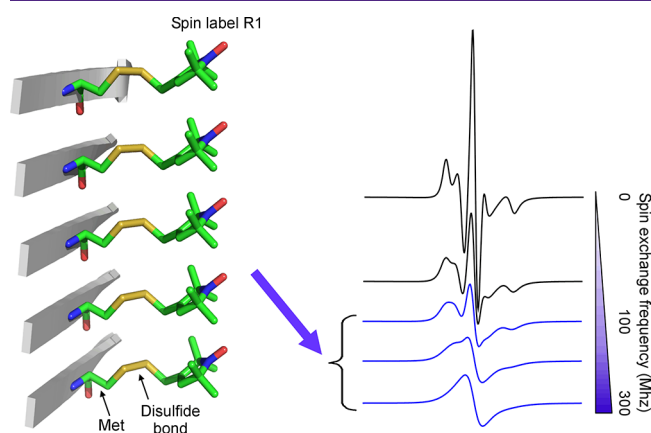 Spin label R1
Met
Disulfide
bond
0
100
300
Spin exchange frequency (Mhz)